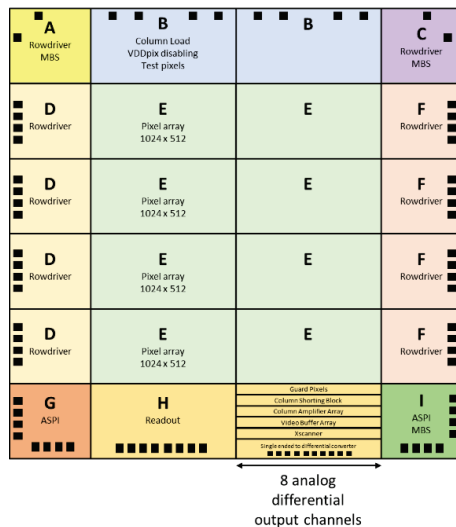 A
Rowdriver
MBS
B
Column Load
VDDpix disabling
Test pixels
B
C
Rowdriver
MBS
D
Rowdriver
E
Pixel array
1024 x 512
E
F
Rowdriver
D
Rowdriver
E
Pixel array
1024 x 512
E
F
Rowdriver
D
Rowdriver
E
Pixel array
1024 x 512
E
F
Rowdriver
D
Rowdriver
E
Pixel array
1024 x 512
E
F
Rowdriver
G
ASPI
H
Readout
Guard Pixels
Column Shorting Block
Column Amplifier Array
Video Buffer Array
Xscanner
Single ended to differential converter
I
ASPI
MBS
8 analog
differential
output channels